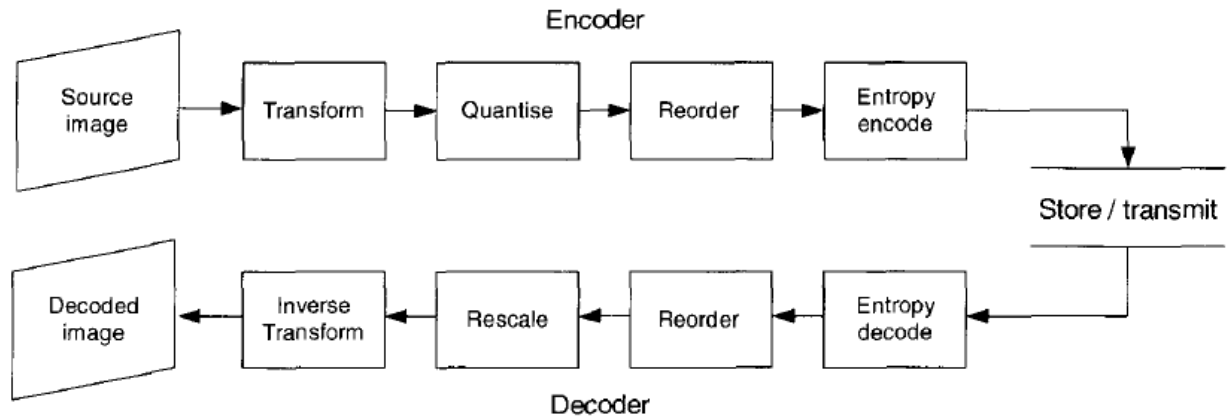 Encoder
Source
image
Transform
Quantise
Reorder
Entropy
encode
Store / transmit
Decoded
image
Inverse
Transform
Rescale
Reorder
Entropy
decode
Decoder